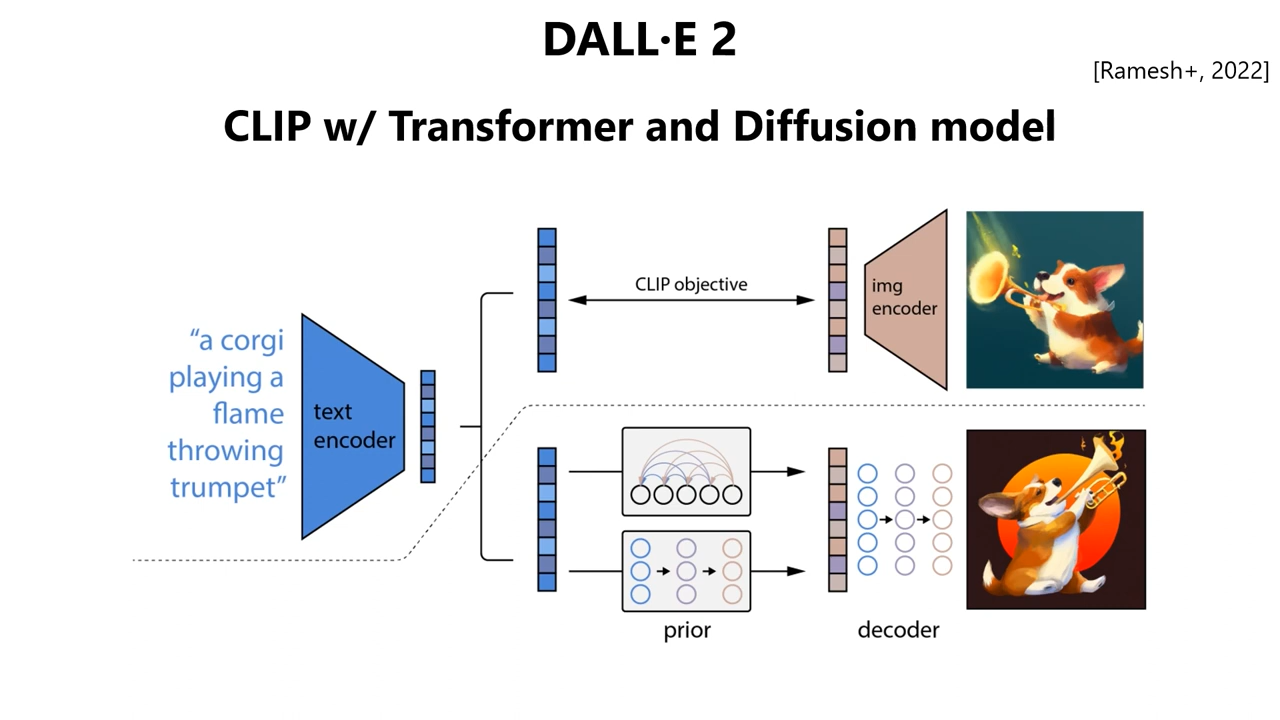 DALL·E 2
[Ramesh+, 2022]
CLIP w/ Transformer and Diffusion model
CLIP objective
img
encoder
“a corgi
playing a
flame
throwing
trumpet”
text
encoder
prior
decoder